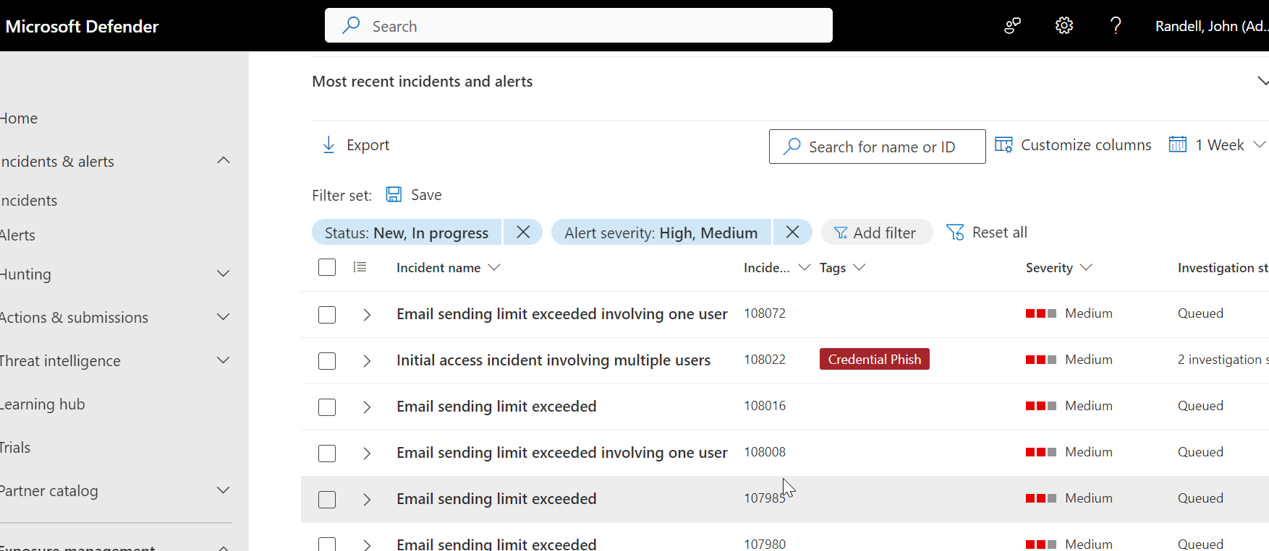 Microsoft Defender
Search
?
Randell, John (Ad...
Home
Incidents & alerts
Incidents
Alerts
Hunting
Actions & submissions
Threat intelligence
Learning hub
Trials
Partner catalog
Exposure management
Most recent incidents and alerts
Export
Search for name or ID
Customize columns
1 Week
Filter set:
Save
Status: New, In progress
Alert severity: High, Medium
Add filter
Reset all
Incident name Incide... Tags Severity Investigation st
Email sending limit exceeded involving one user 108072 Medium Queued
Initial access incident involving multiple users 108022 Credential Phish Medium 2 investigation s
Email sending limit exceeded 108016 Medium Queued
Email sending limit exceeded involving one user 108008 Medium Queued
Email sending limit exceeded 107985 Medium Queued
Email sending limit exceeded 107980 Medium Queued